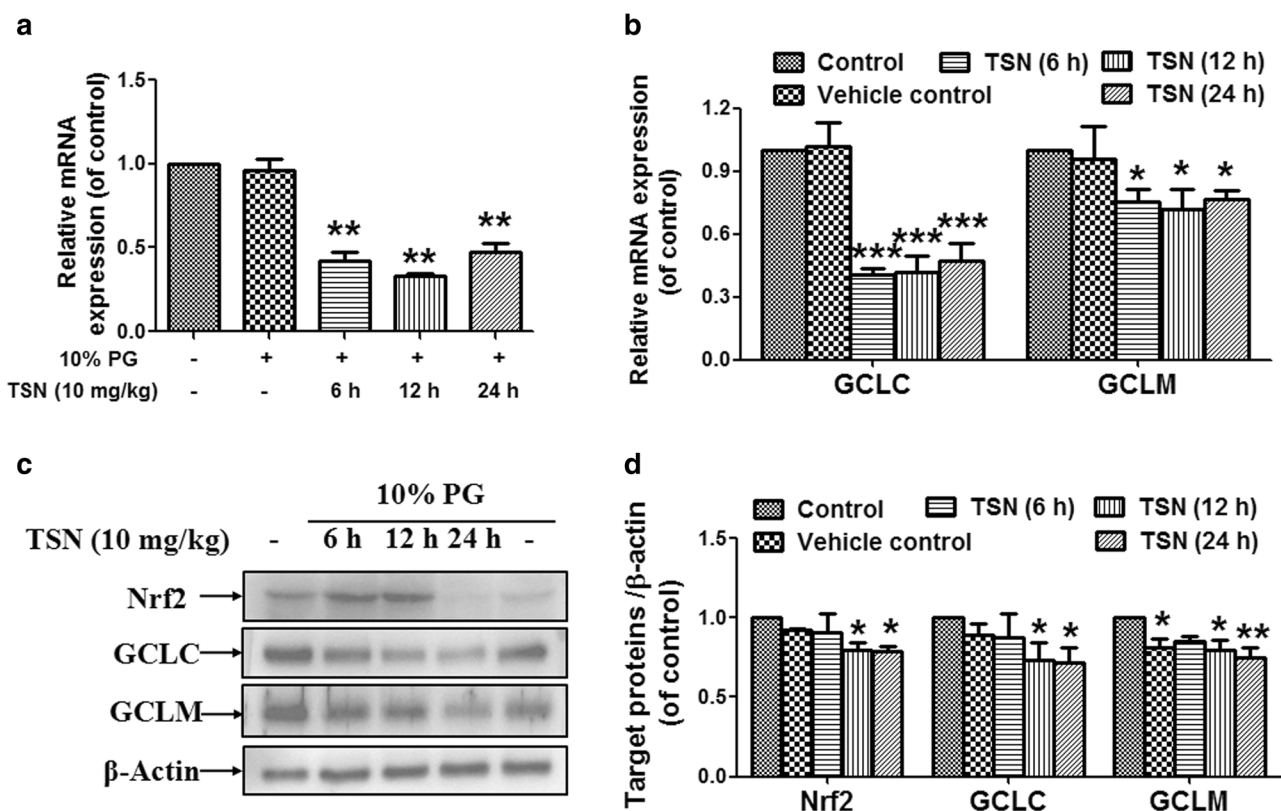 a
Relative mRNA
expression (of control)
1.5
1.0
0.5
0.0
** ** **
10% PG - + + + +
TSN (10 mg/kg) - - 6 h 12 h 24 h
b
Control TSN (6 h) TSN (12 h)
Vehicle control TSN (24 h)
Relative mRNA expression
(of control)
1.2
0.9
0.6
0.3
0.0
*** *** *** * * *
GCLC GCLM
c
10% PG
TSN (10 mg/kg) - 6 h 12 h 24 h -
Nrf2
GCLC
GCLM
β-Actin
d
Control TSN (6 h) TSN (12 h)
Vehicle control TSN (24 h)
Target proteins /β-actin
(of control)
1.5
1.0
0.5
0.0
* * * * * * **
Nrf2 GCLC GCLM